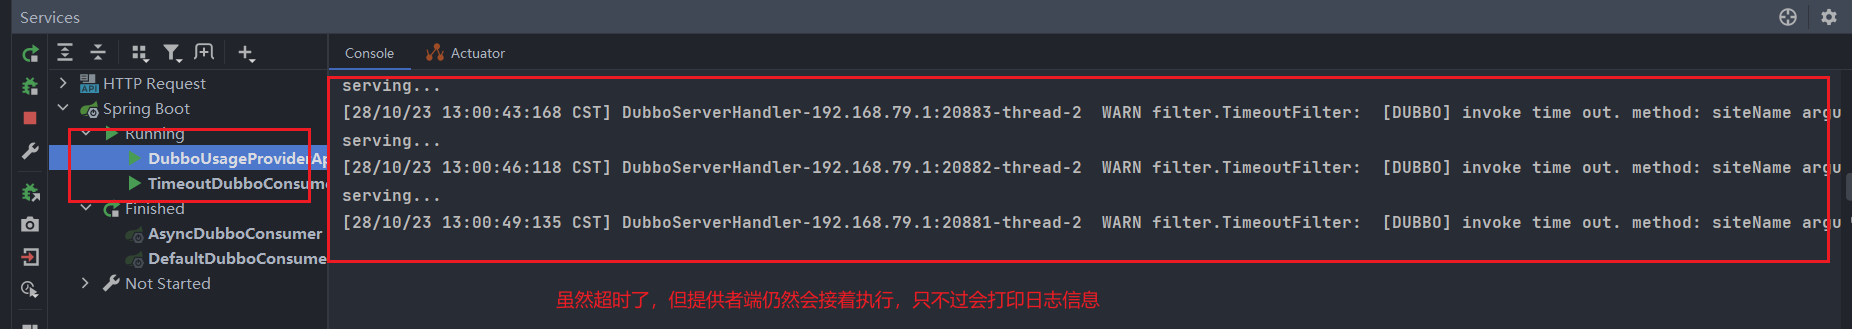 Services
Console
Actuator
HTTP Request
Spring Boot
Running
DubboUsageProviderAp
TimeoutDubboConsume
Finished
AsyncDubboConsumer
DefaultDubboConsume
Not Started
serving...
[28/10/23 13:00:43:168 CST] DubboServerHandler-192.168.79.1:20883-thread-2  WARN filter.TimeoutFilter:  [DUBBO] invoke time out. method: siteName argu
serving...
[28/10/23 13:00:46:118 CST] DubboServerHandler-192.168.79.1:20882-thread-2  WARN filter.TimeoutFilter:  [DUBBO] invoke time out. method: siteName argu
serving...
[28/10/23 13:00:49:135 CST] DubboServerHandler-192.168.79.1:20881-thread-2  WARN filter.TimeoutFilter:  [DUBBO] invoke time out. method: siteName argu
虽然超时了，但提供者端仍然会接着执行，只不过会打印日志信息